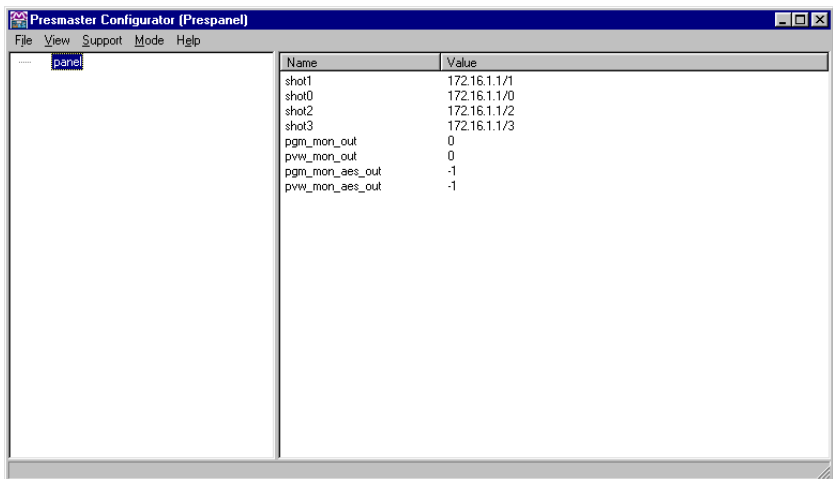 Presmaster Configurator (Prespanel)
File View Support Mode Help
panel
Name Value
shot1 172.16.1.1/1
shot0 172.16.1.1/0
shot2 172.16.1.1/2
shot3 172.16.1.1/3
pgm_mon_out 0
pvw_mon_out 0
pgm_mon_aes_out -1
pvw_mon_aes_out -1